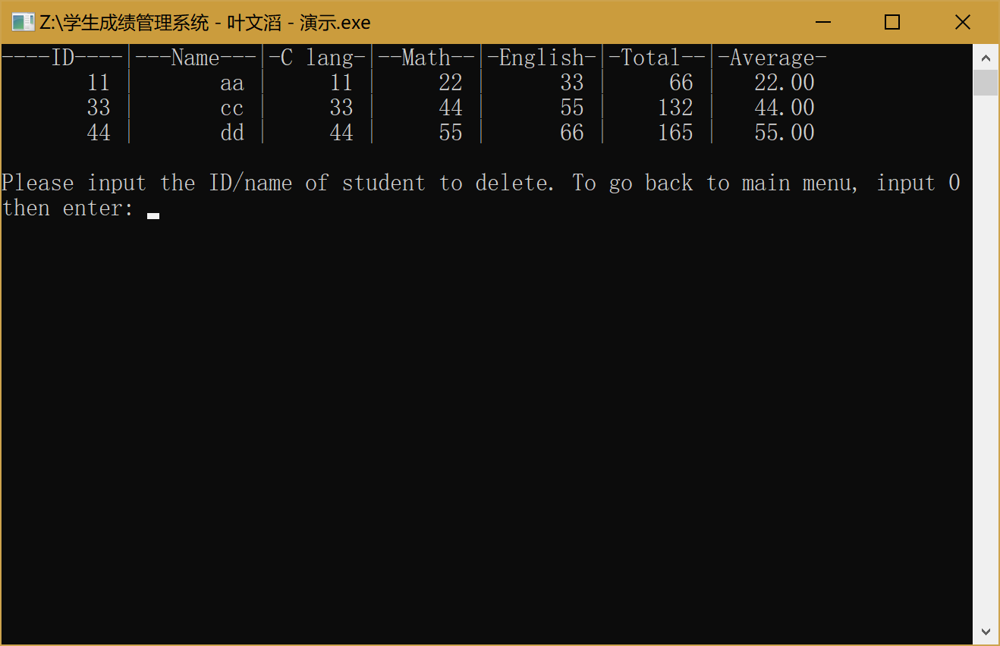 Z:\学生成绩管理系统 - 叶文滔 - 演示.exe
----ID----|---Name---|-C lang-|--Math--|-English-|-Total--|-Average-
11 | aa | 11 | 22 | 33 | 66 | 22.00
33 | cc | 33 | 44 | 55 | 132 | 44.00
44 | dd | 44 | 55 | 66 | 165 | 55.00
Please input the ID/name of student to delete. To go back to main menu, input 0
then enter: